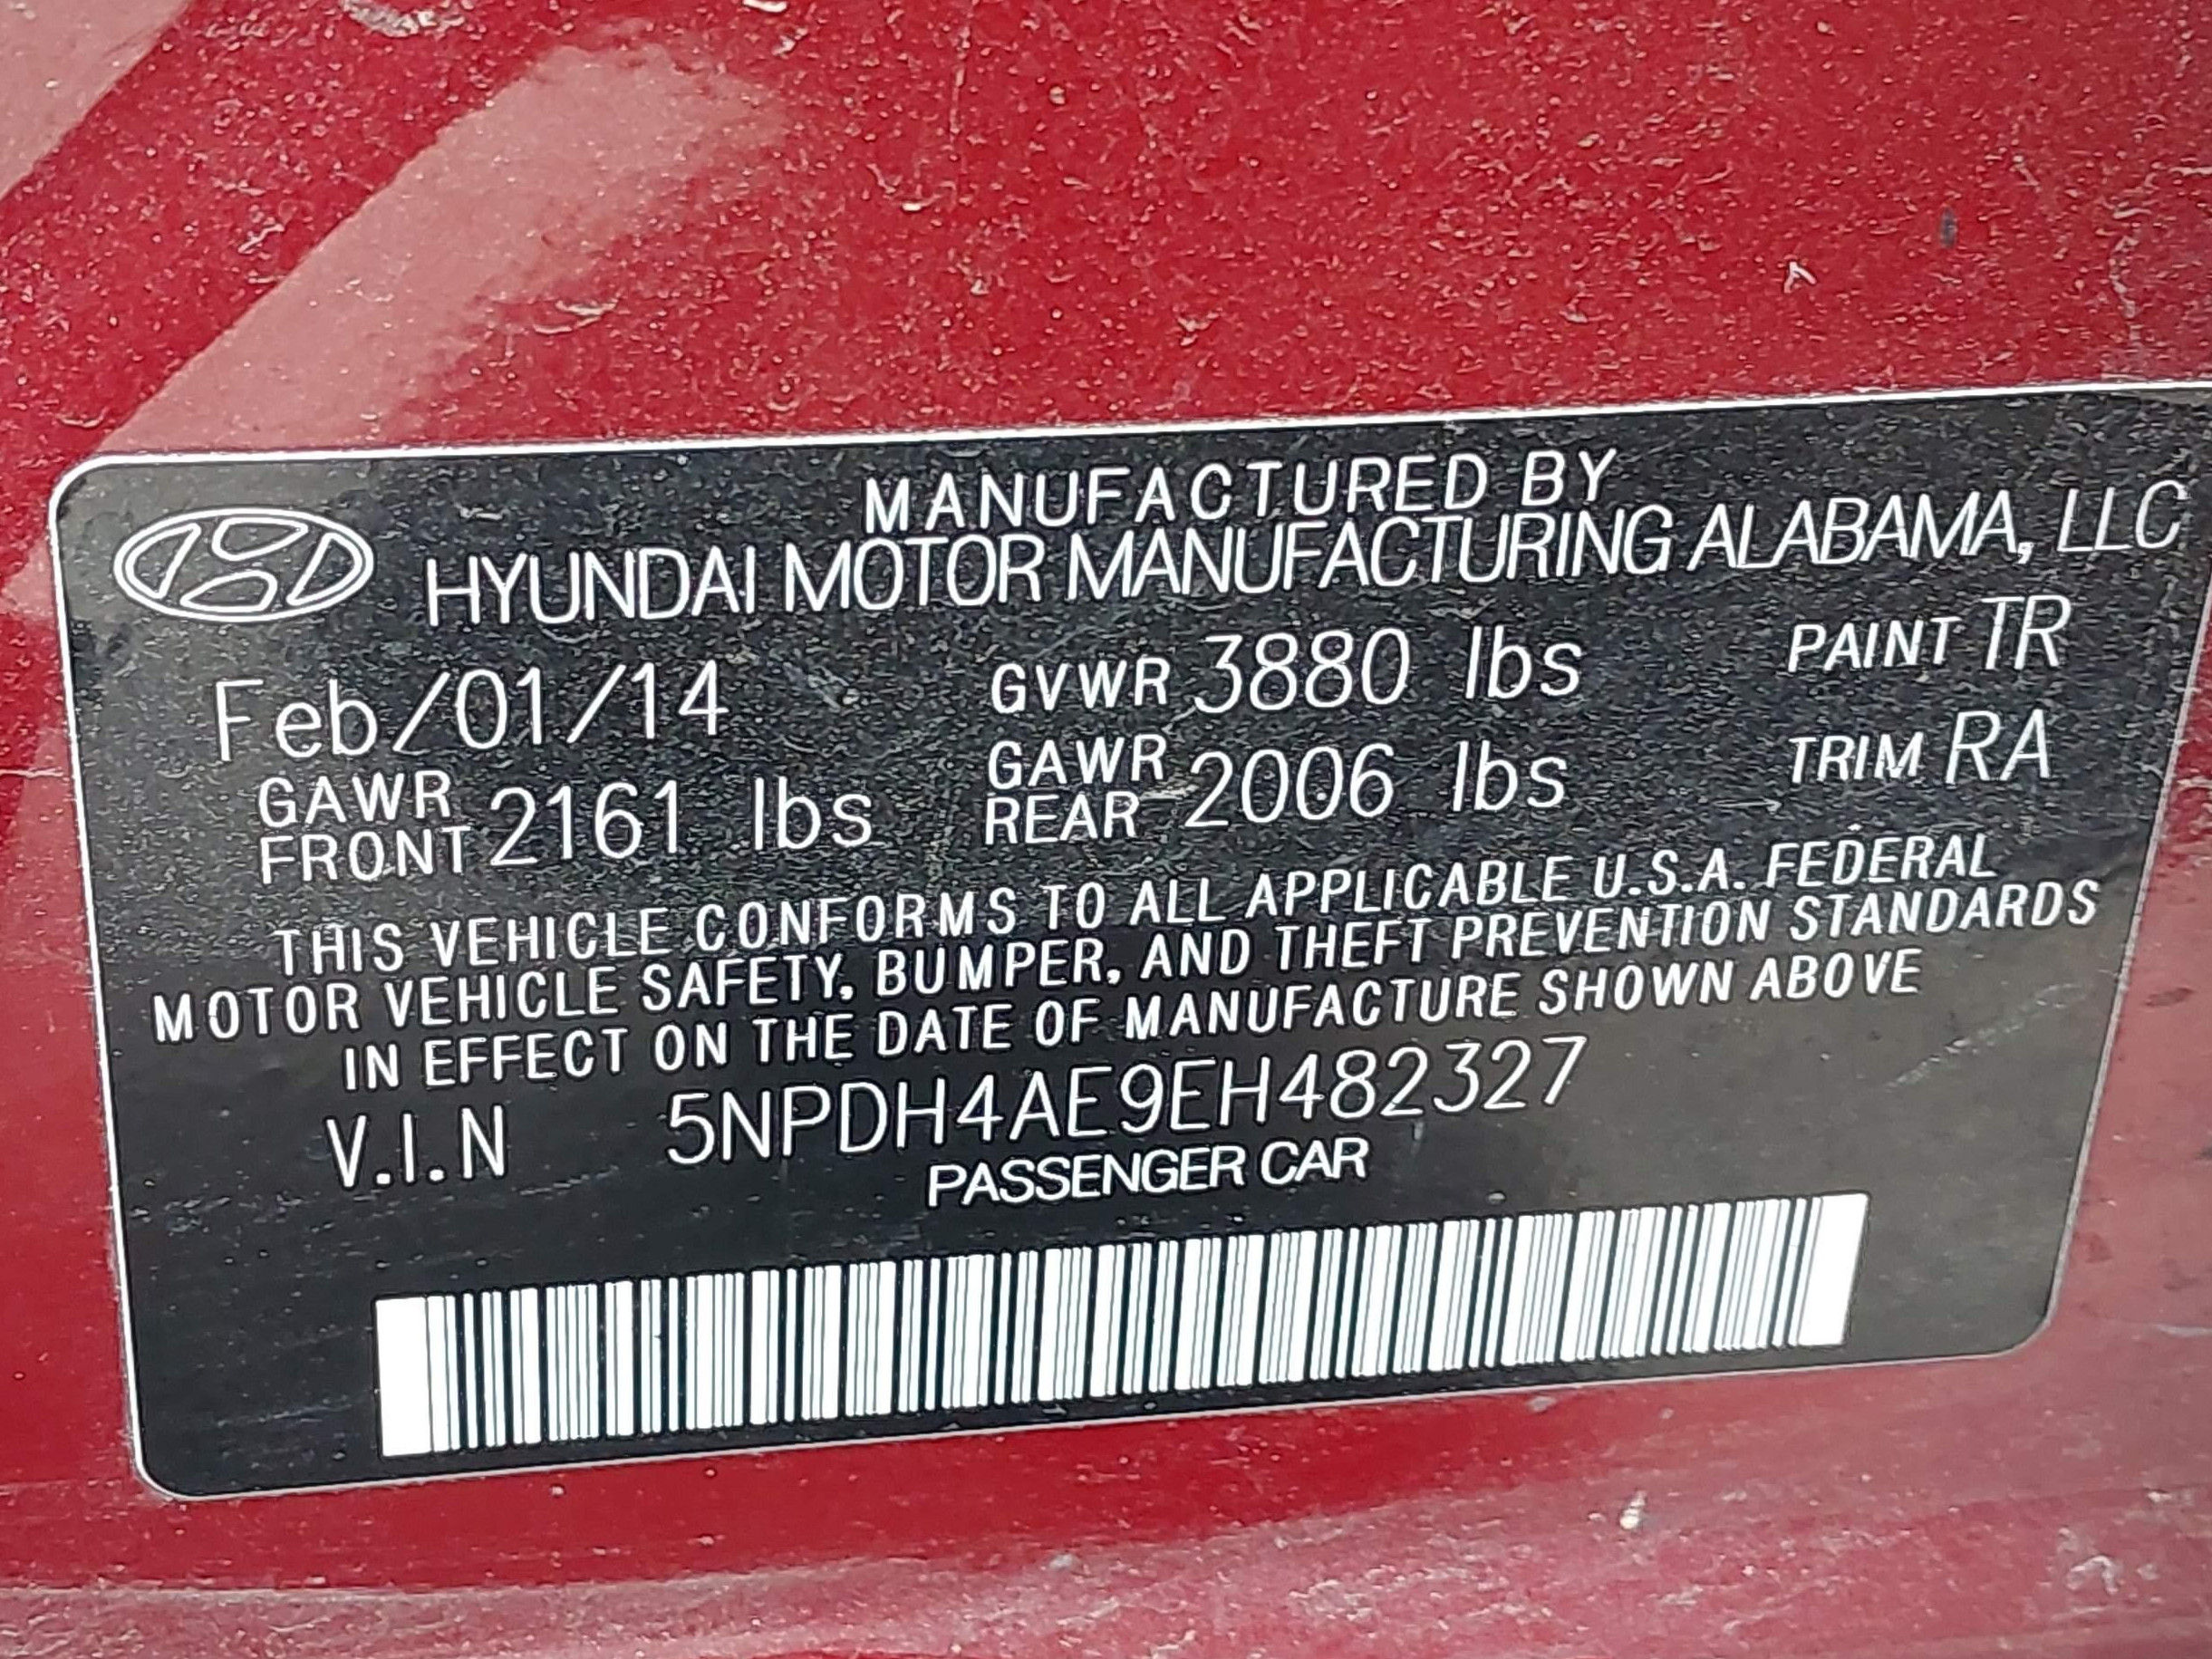 MANUFACTURED BY
HYUNDAI MOTOR MANUFACTURING ALABAMA, LLC
Feb/01/14 GVWR 3880 lbs PAINT TR
GAWR FRONT 2161 lbs GAWR REAR 2006 lbs TRIM RA
THIS VEHICLE CONFORMS TO ALL APPLICABLE U.S.A. FEDERAL
MOTOR VEHICLE SAFETY, BUMPER, AND THEFT PREVENTION STANDARDS
IN EFFECT ON THE DATE OF MANUFACTURE SHOWN ABOVE
V.I.N 5NPDH4AE9EH482327
PASSENGER CAR